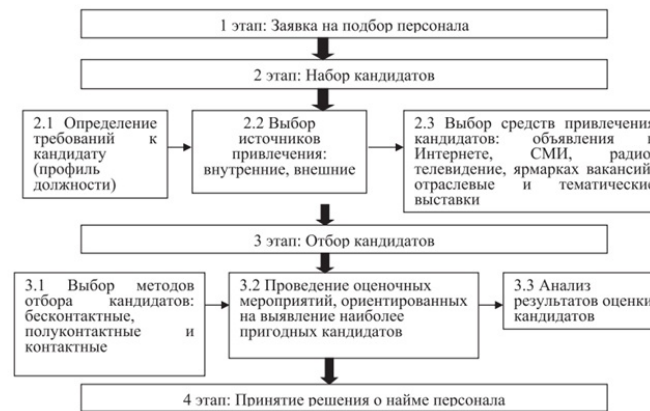 1 этап: Заявка на подбор персонала
2 этап: Набор кандидатов
2.1 Определение
требований к
кандидату
(профиль
должности)
2.2 Выбор
источников
привлечения:
внутренние, внешние
2.3 Выбор средств привлечения
кандидатов: объявления
Интернете, СМИ, радио
телевидение, ярмарках вакансий
отраслевые и тематические
выставки
3 этап: Отбор кандидатов
3.1 Выбор методов
отбора кандидатов:
бесконтактные,
полуконтактные и
контактные
3.2 Проведение оценочных
мероприятий, ориентированных
на выявление наиболее
пригодных кандидатов
3.3 Анализ
результатов оценки
кандидатов
4 этап: Принятие решения о найме персонала